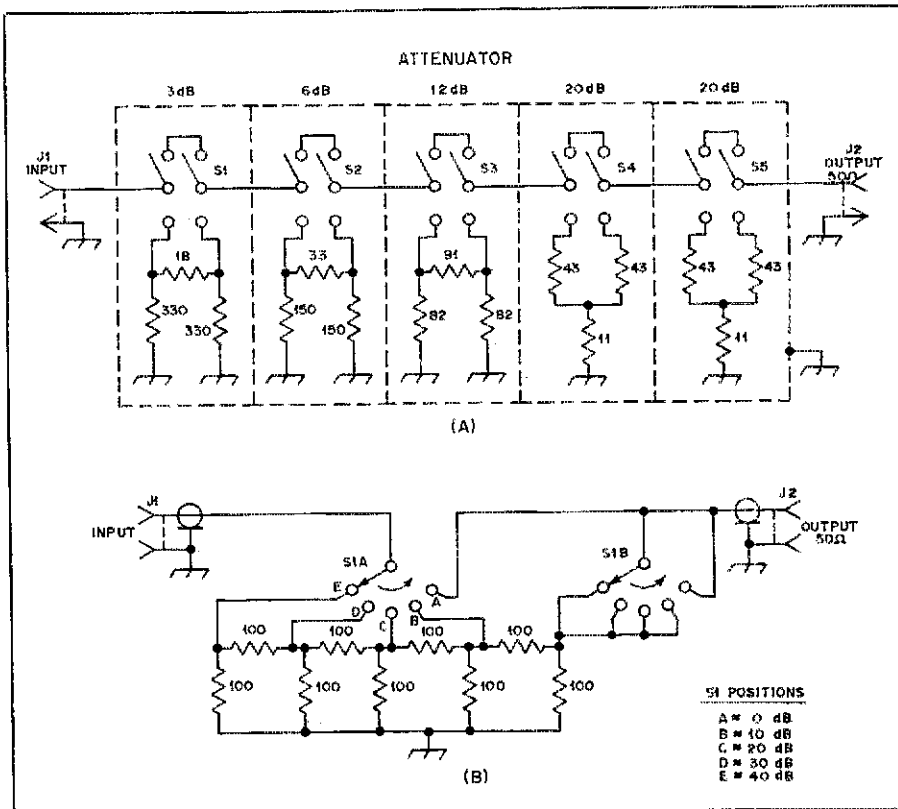 ATTENUATOR
3dB 6dB 12dB 20dB 20dB
J1
INPUT
S1 S2 S3 S4 S5
J2
OUTPUT
50Ω
18 33 91 43 43 43 43
330 330 150 150 82 82 11 11
(A)
J1
INPUT
S1A
E D C B A
S1B
J2
OUTPUT
50Ω
100 100 100 100
100 100 100 100 100
S1 POSITIONS
A ≈ 0 dB
B ≈ 10 dB
C ≈ 20 dB
D ≈ 30 dB
E ≈ 40 dB
(B)